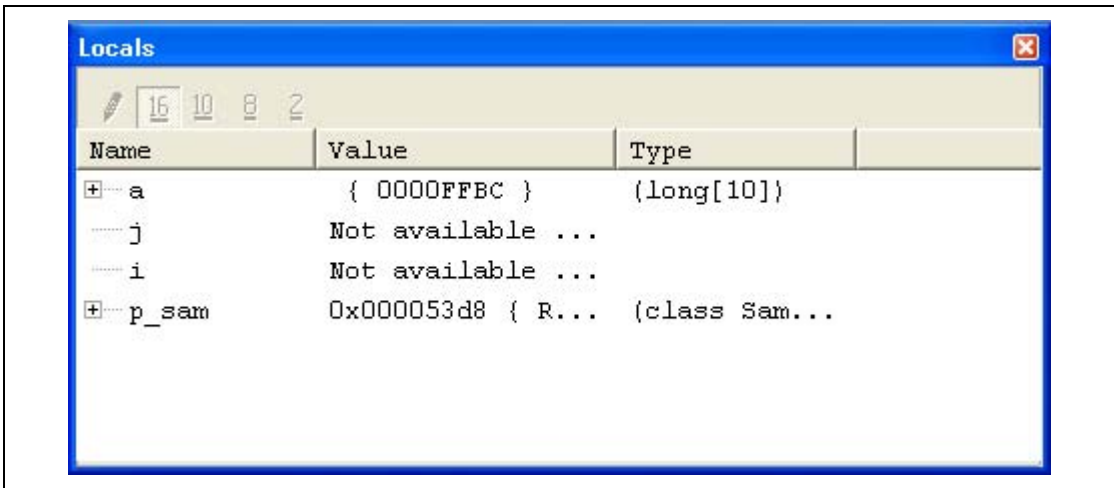 Locals
16 10 8 2
Name Value Type
a { 0000FFBC } (long[10])
j Not available ...
i Not available ...
p_sam 0x000053d8 { R... (class Sam...